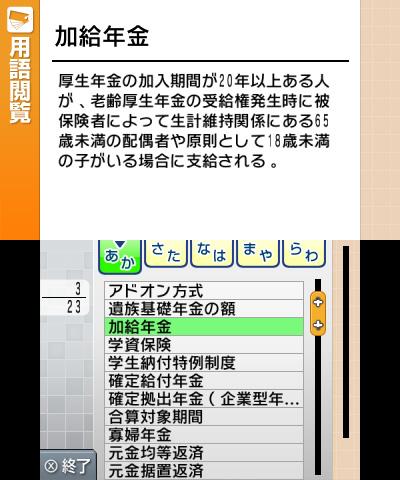 用語閲覧
加給年金
厚生年金の加入期間が20年以上ある人
が、老齢厚生年金の受給権発生時に被
保険者によって生計維持関係にある65
歳未満の配偶者や原則として18歳未満
の子がいる場合に支給される。
あか
さた
なは
まや
らわ
3
23
アドオン方式
遺族基礎年金の額
加給年金
学資保険
学生納付特例制度
確定給付年金
確定拠出年金(企業型年...
合算対象期間
寡婦年金
元金均等返済
元金据置返済
Ⓧ終了